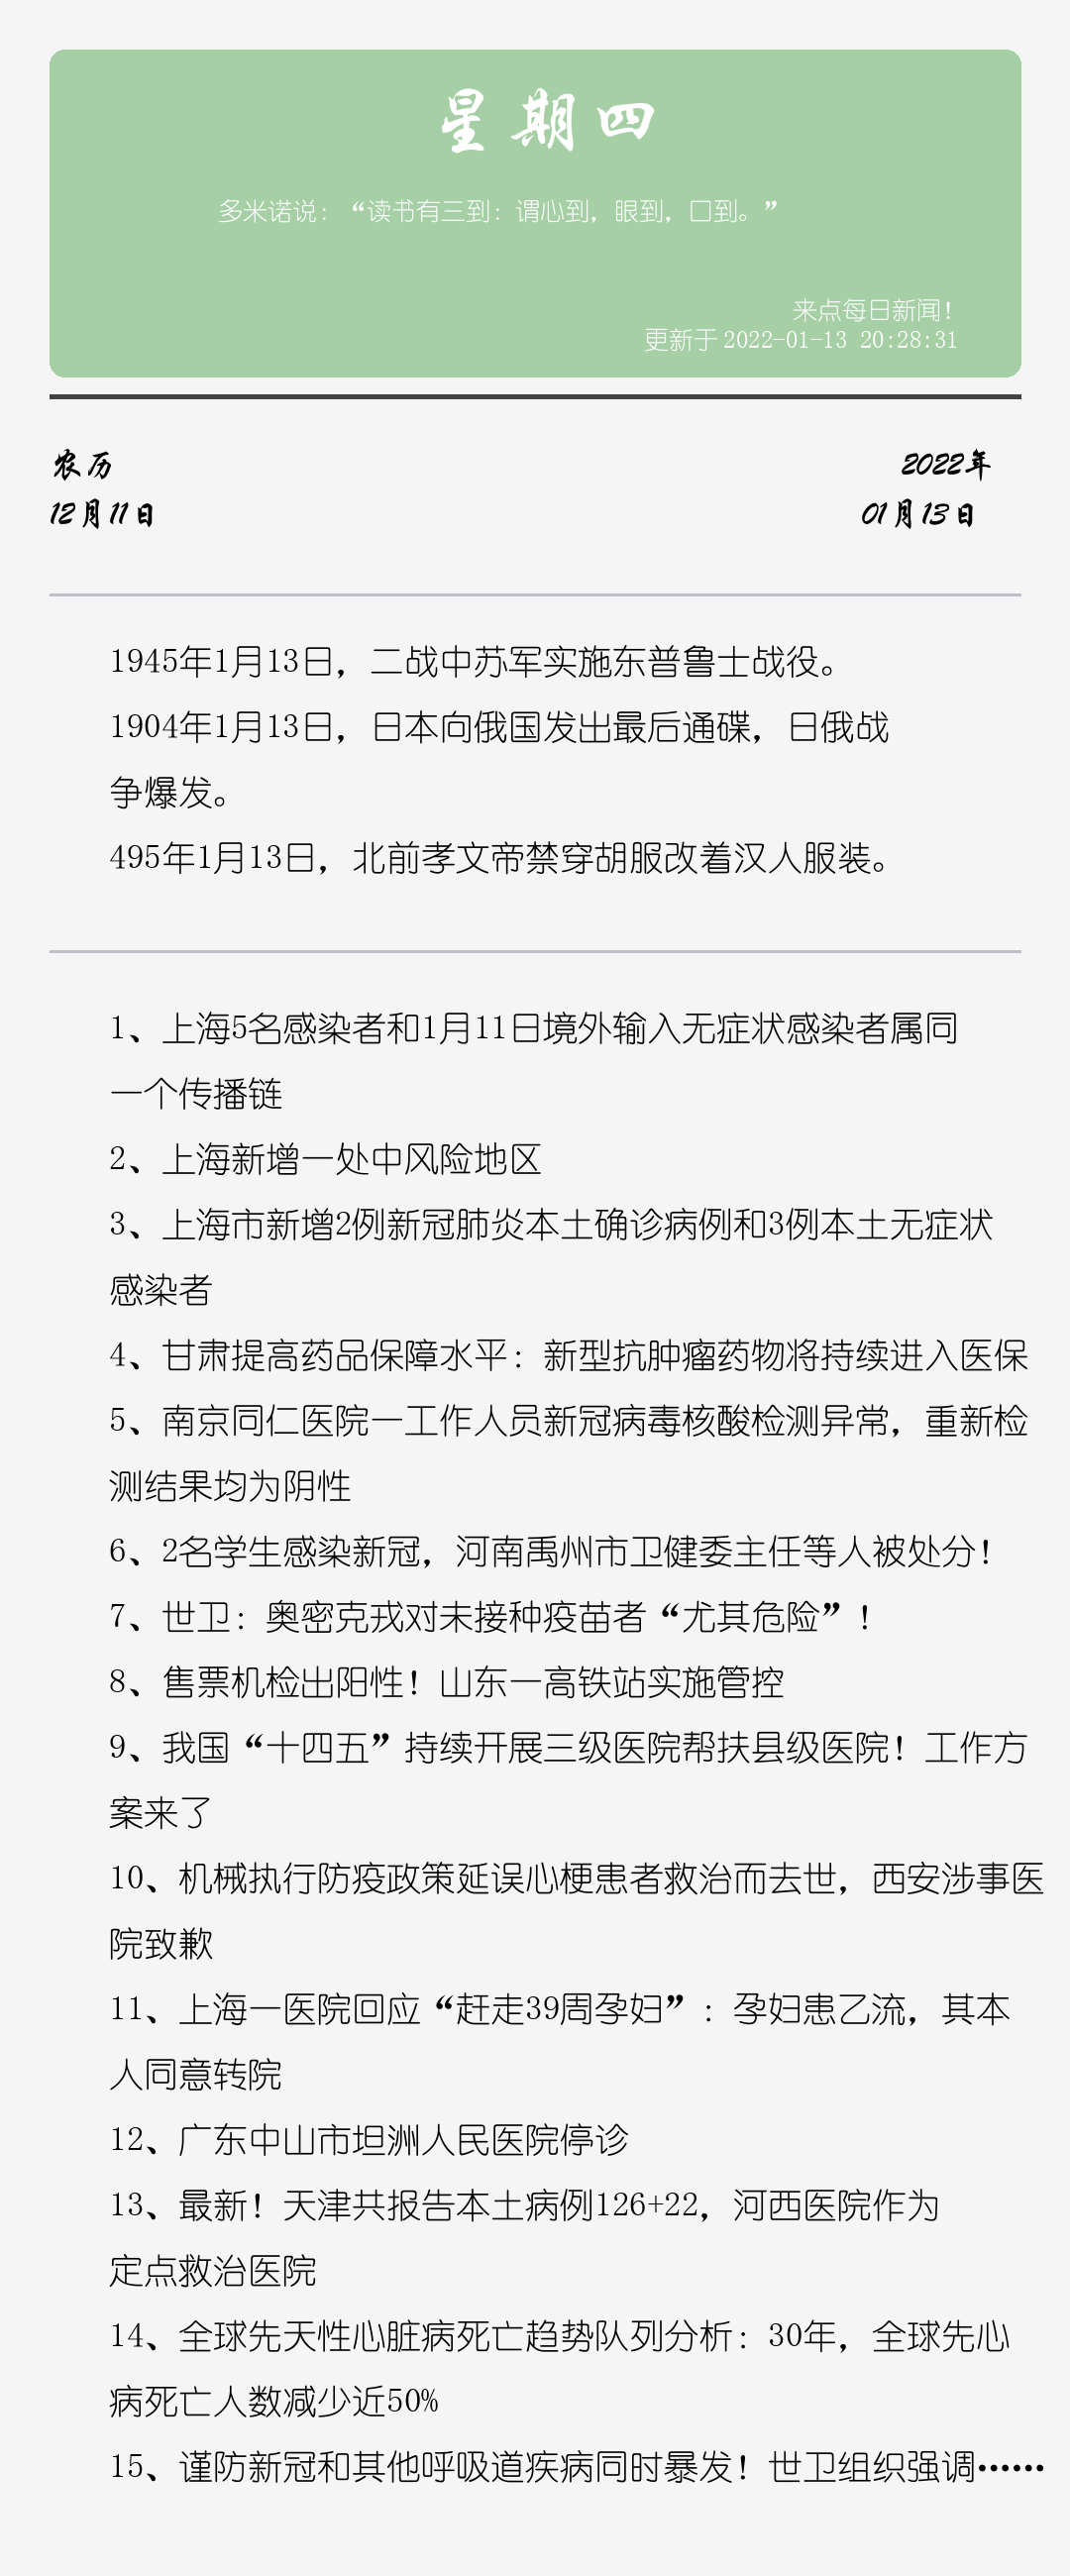 星期四
多米诺说：“读书有三到：谓心到，眼到，口到。”
来点每日新闻！
更新于 2022-01-13 20:28:31
农历
12月11日
2022年
01月13日
1945年1月13日，二战中苏军实施东普鲁士战役。
1904年1月13日，日本向俄国发出最后通碟，日俄战
争爆发。
495年1月13日，北前孝文帝禁穿胡服改着汉人服装。
1、上海5名感染者和1月11日境外输入无症状感染者属同
一个传播链
2、上海新增一处中风险地区
3、上海市新增2例新冠肺炎本土确诊病例和3例本土无症状
感染者
4、甘肃提高药品保障水平：新型抗肿瘤药物将持续进入医保
5、南京同仁医院一工作人员新冠病毒核酸检测异常，重新检
测结果均为阴性
6、2名学生感染新冠，河南禹州市卫健委主任等人被处分！
7、世卫：奥密克戎对未接种疫苗者“尤其危险”！
8、售票机检出阳性！山东一高铁站实施管控
9、我国“十四五”持续开展三级医院帮扶县级医院！工作方
案来了
10、机械执行防疫政策延误心梗患者救治而去世，西安涉事医
院致歉
11、上海一医院回应“赶走39周孕妇”：孕妇患乙流，其本
人同意转院
12、广东中山市坦洲人民医院停诊
13、最新！天津共报告本土病例126+22，河西医院作为
定点救治医院
14、全球先天性心脏病死亡趋势队列分析：30年，全球先心
病死亡人数减少近50%
15、谨防新冠和其他呼吸道疾病同时暴发！世卫组织强调……